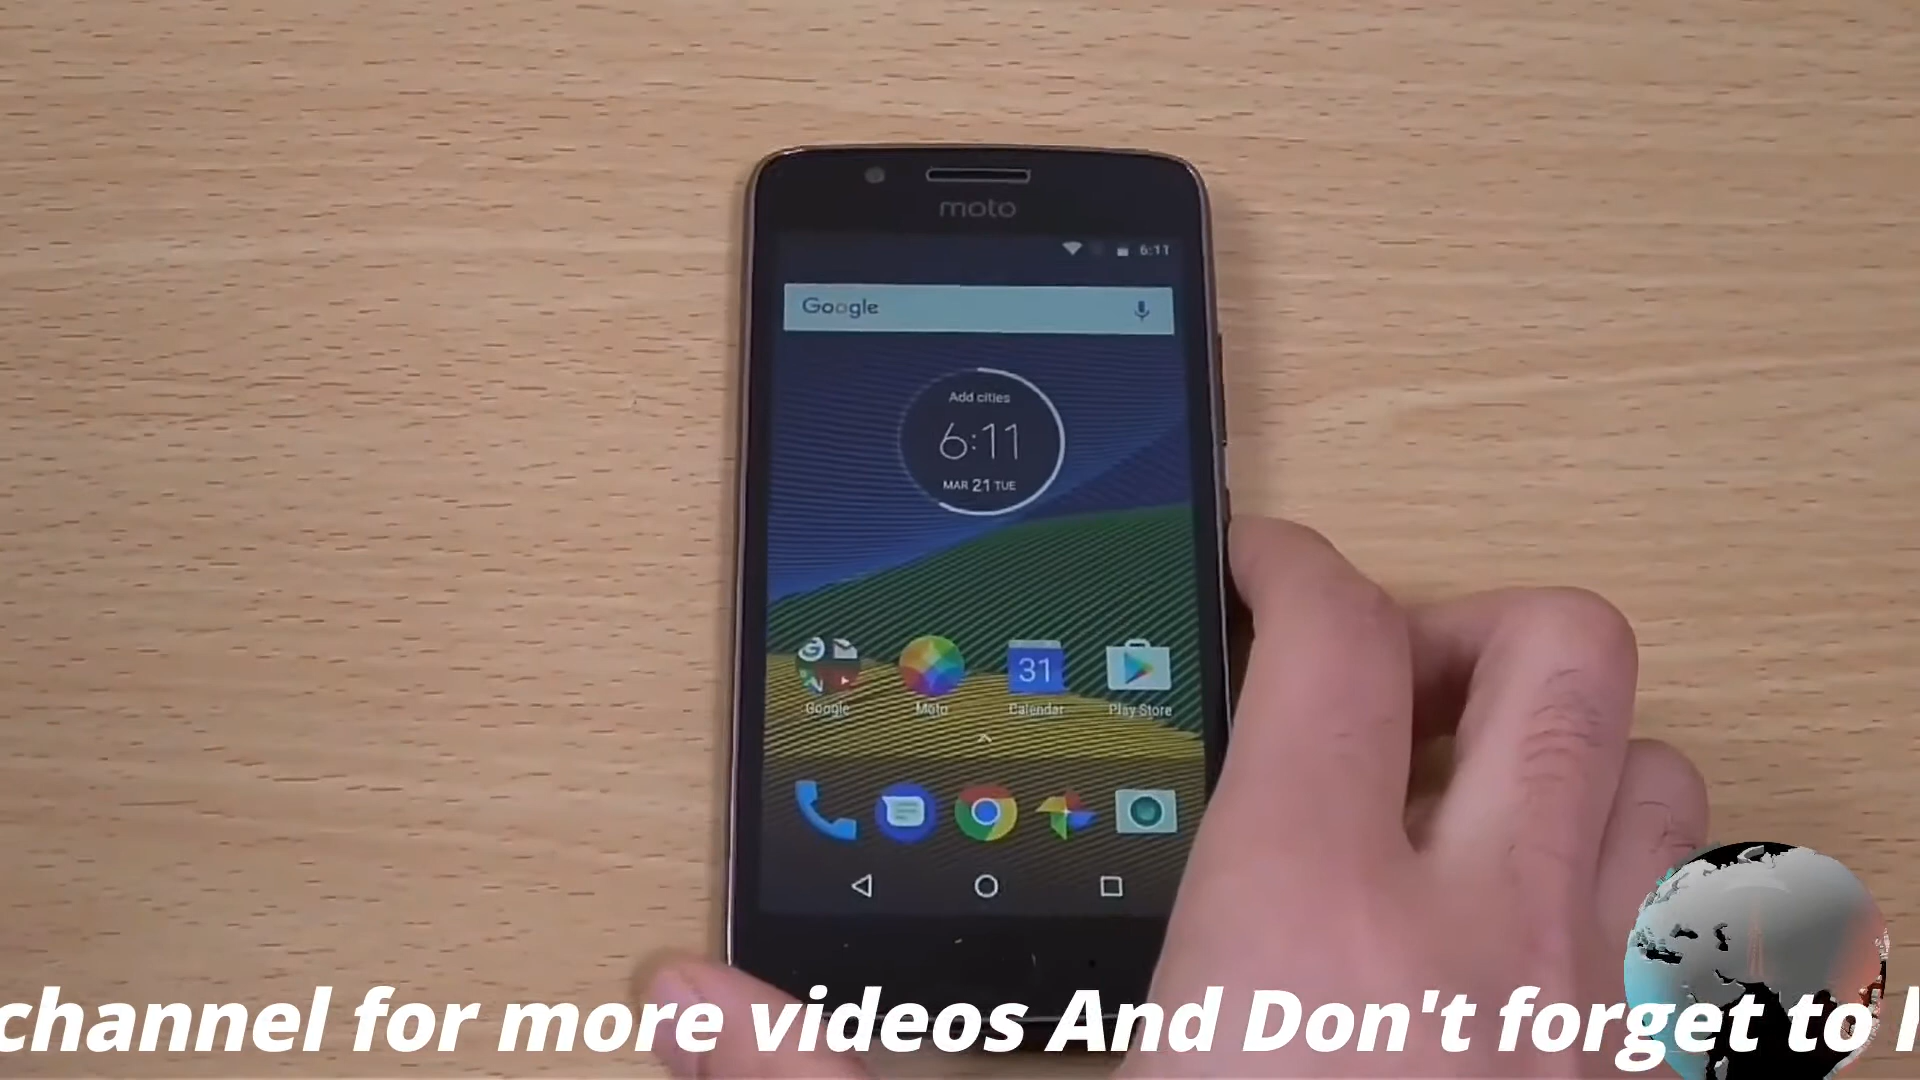 moto
6:11
Google
Add cities
6:11
MAR 21 TUE
31
Google Moto Calendar Play Store
channel for more videos And Don't forget to l